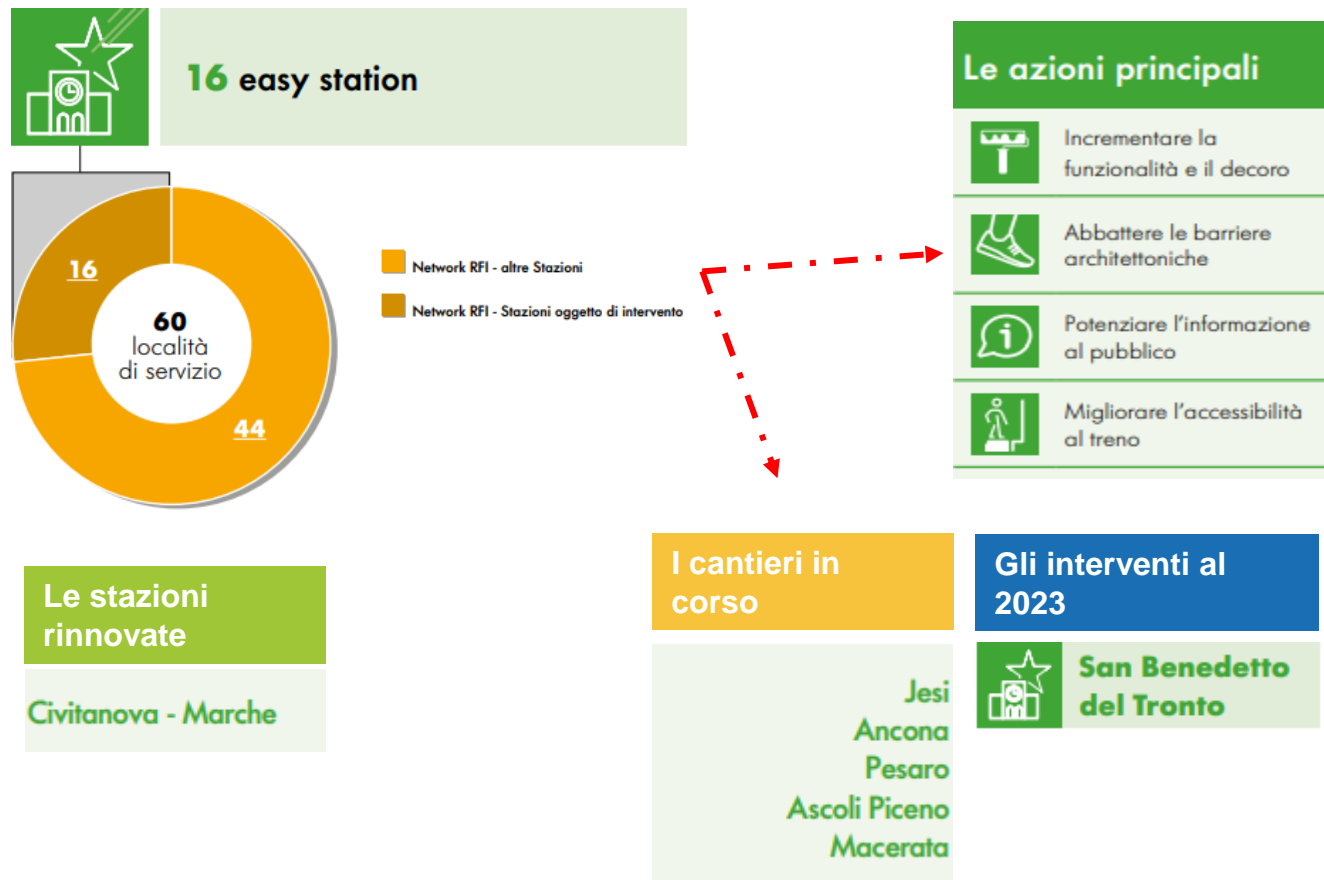 16 easy station
16
60
località
di servizio
44
Network RFI - altre Stazioni
Network RFI - Stazioni oggetto di intervento
Le azioni principali
Incrementare la
funzionalità e il decoro
Abbattere le barriere
architettoniche
Potenziare l'informazione
al pubblico
Migliorare l'accessibilità
al treno
Le stazioni
rinnovate
Civitanova - Marche
I cantieri in
corso
Jesi
Ancona
Pesaro
Ascoli Piceno
Macerata
Gli interventi al
2023
San Benedetto
del Tronto